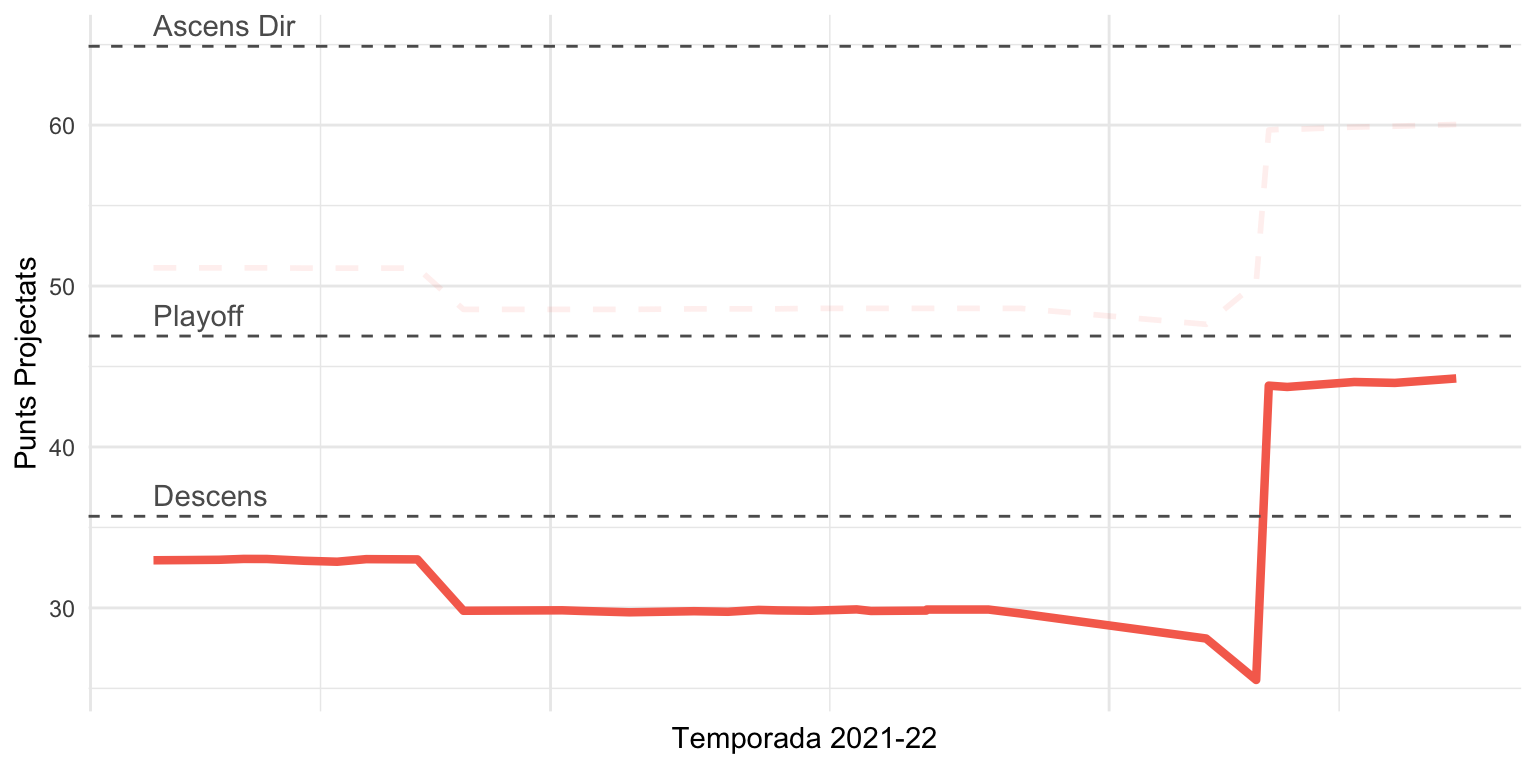 Ascens Dir
60
50
Playoff
Punts Projectats
40
Descens
30
Temporada 2021-22